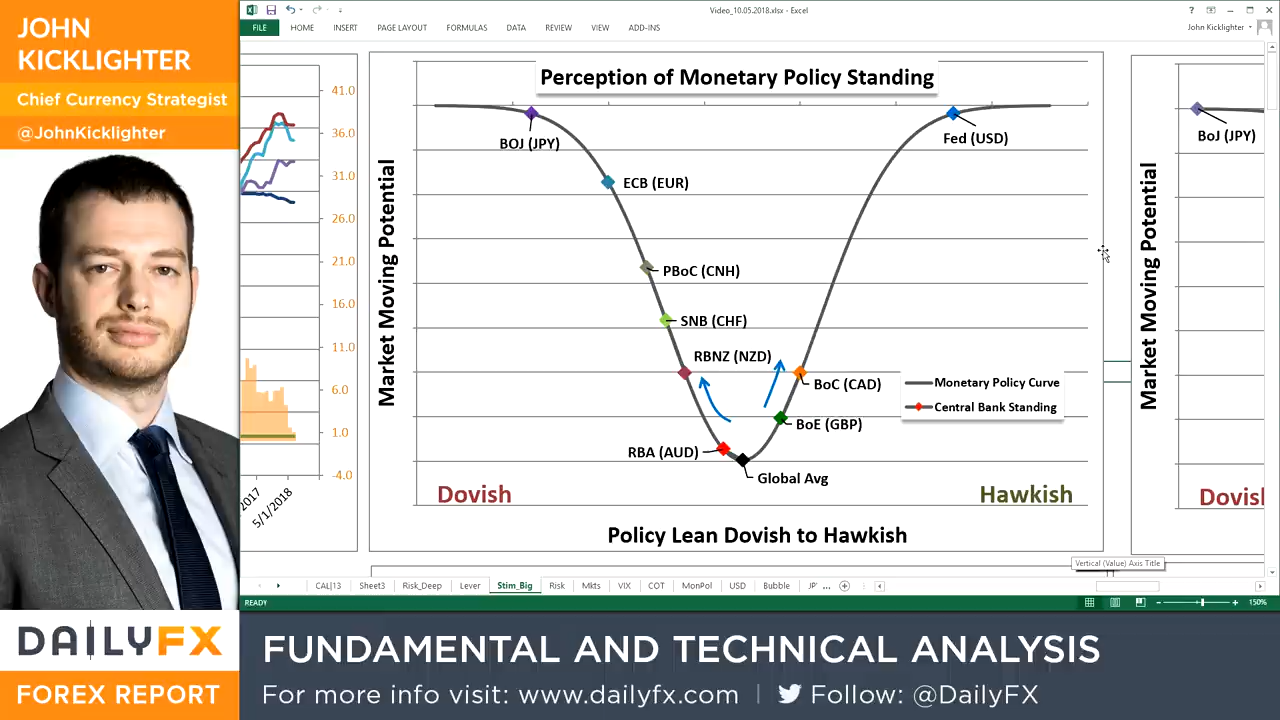 JOHN
KICKLIGHTER
Chief Currency Strategist
@JohnKicklighter
Video_10.05.2018.xlsx - Excel
FILE HOME INSERT PAGE LAYOUT FORMULAS DATA REVIEW VIEW ADD-INS
John Kicklighter
41.0
36.0
31.0
26.0
21.0
16.0
11.0
6.0
1.0
-4.0
2017
5/1/2018
Perception of Monetary Policy Standing
Market Moving Potential
BOJ (JPY)
Fed (USD)
ECB (EUR)
PBoC (CNH)
SNB (CHF)
RBNZ (NZD)
BoC (CAD)
BoE (GBP)
RBA (AUD)
Global Avg
Monetary Policy Curve
Central Bank Standing
Dovish
Hawkish
Policy Lean Dovish to Hawkish
Market Moving Potential
BoJ (JPY)
Dovis
Vertical (Value) Axis Title
Sheet3 Lever Stim_Big Risk Mkts VC COT MonPol USD Bubble
READY
150%
DAILYFX
FOREX REPORT
FUNDAMENTAL AND TECHNICAL ANALYSIS
For more info visit: www.dailyfx.com | Follow: @DailyFX